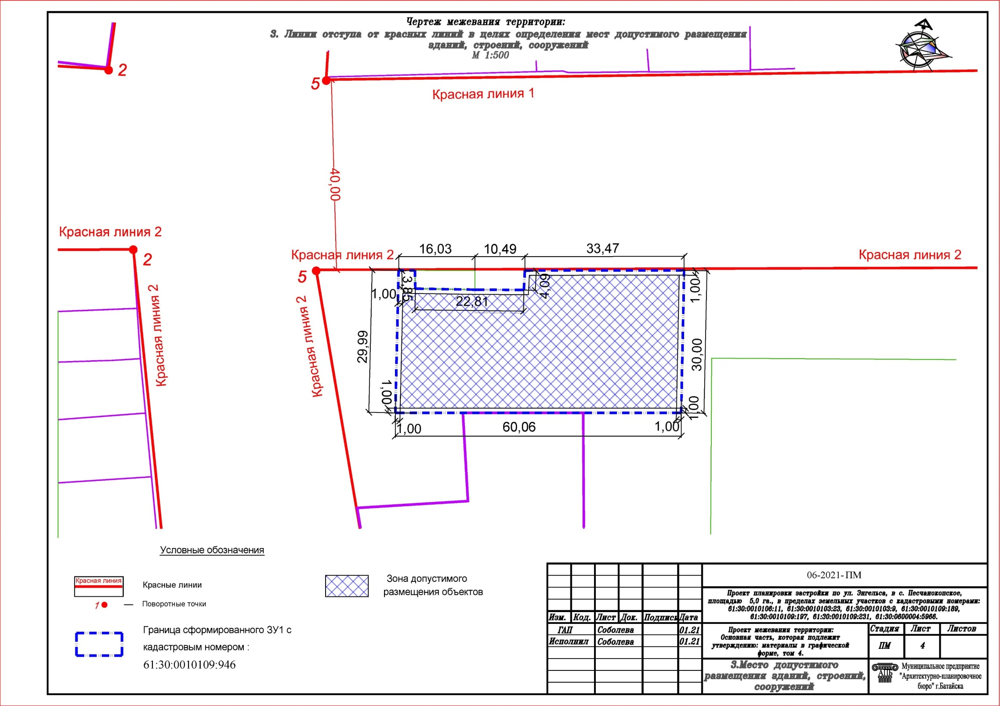 Чертеж межевания территории:
3. Линии отступа от красных линий в целях определения мест допустимого размещения
зданий, строений, сооружений
М 1:500
2
5
Красная линия 1
40,00
Красная линия 2
2
Красная линия 2
Красная линия 2
5
Красная линия 2
Красная линия 2
16,03
10,49
33,47
3,85
1,00
22,81
4,09
1,00
29,99
30,00
1,00
1,00
1,00
60,06
1,00
Условные обозначения
Красная линия
Красные линии
1
— Поворотные точки
Граница сформированного ЗУ1 с
кадастровым номером :
61:30:0010109:946
Зона допустимого
размещения объектов
06-2021-ПМ
Проект планировки застройки по ул. Энгельса, в с. Песчанокопское,
площадью 5,0 га., в пределах земельных участков с кадастровыми номерами:
61:30:0010106:11, 61:30:0010103:23, 61:30:0010103:9, 61:30:0010109:189,
61:30:0010109:197, 61:30:0010109:231, 61:30:0600004:5966.
Изм. Код. Лист Док. Подпись Дата
ГАП Соболева 01.21
Исполнил Соболева 01.21
Проект межевания территории:
Основная часть, которая подлежит
утверждению: материалы в графической
форме, том 4.
Стадия Лист Листов
ПМ 4
3.Место допустимого
размещения зданий, строений,
сооружений
АПБ
Муниципальное предприятие
"Архитектурно-планировочное
бюро" г.Батайска